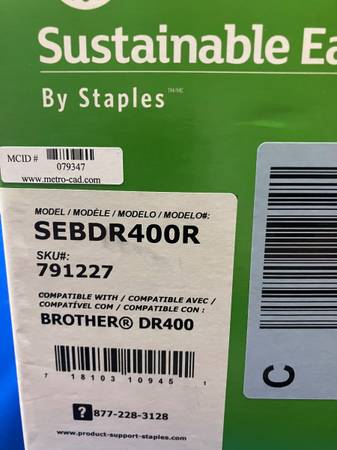 Sustainable Ea
By Staples™/MC
MCID # 079347
www.metro-cad.com
MODEL / MODÈLE / MODELO / MODELO#:
SEBDR400R
SKU#:
791227
COMPATIBLE WITH / COMPATIBLE AVEC /
COMPATÍVEL COM / COMPATIBLE CON :
BROTHER® DR400
7 18103 10945 1
? 877-228-3128
www.product-support-staples.com
C